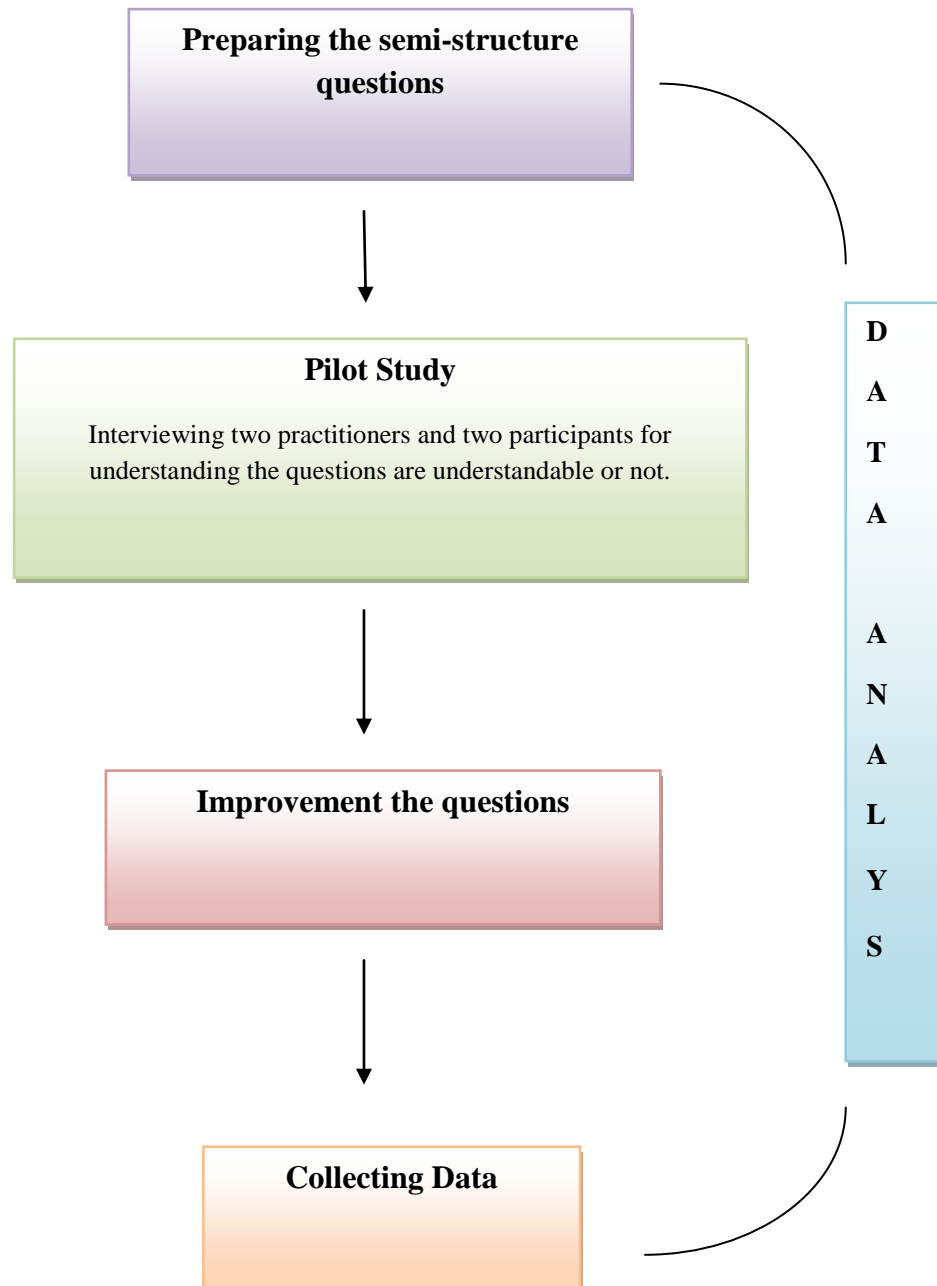 Preparing the semi-structure
questions
Pilot Study
Interviewing two practitioners and two participants for
understanding the questions are understandable or not.
Improvement the questions
Collecting Data
D
A
T
A
A
N
A
L
Y
S